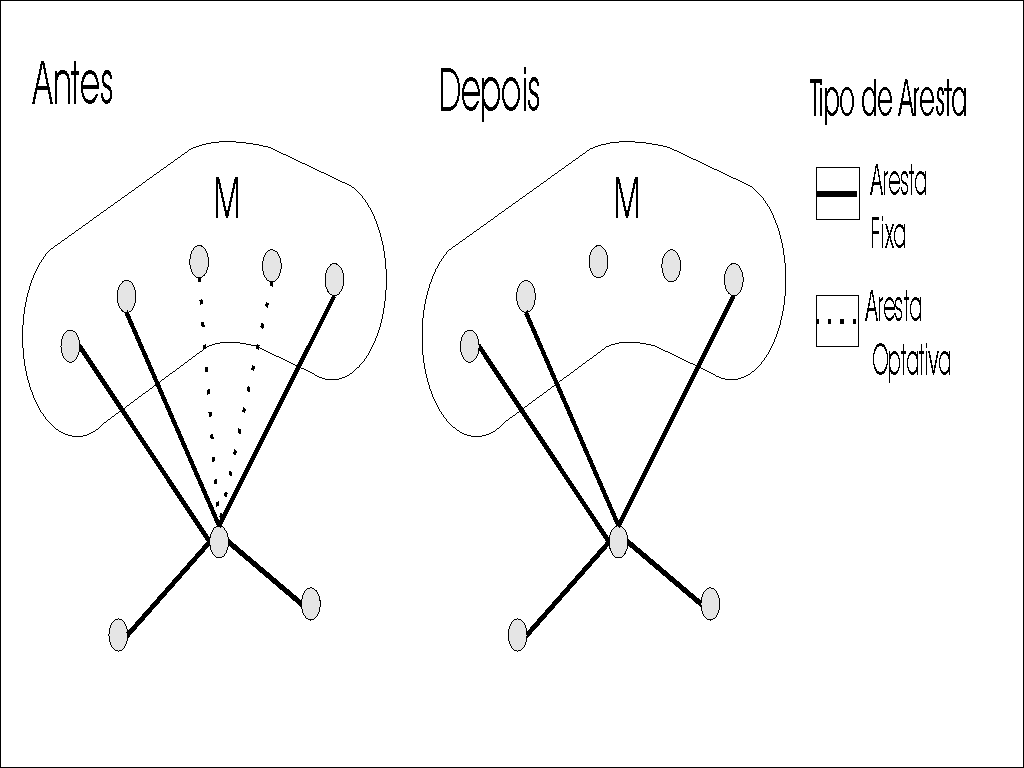 Antes
M
Depois
M
Tipo de Aresta
Aresta
Fixa
Aresta
Optativa